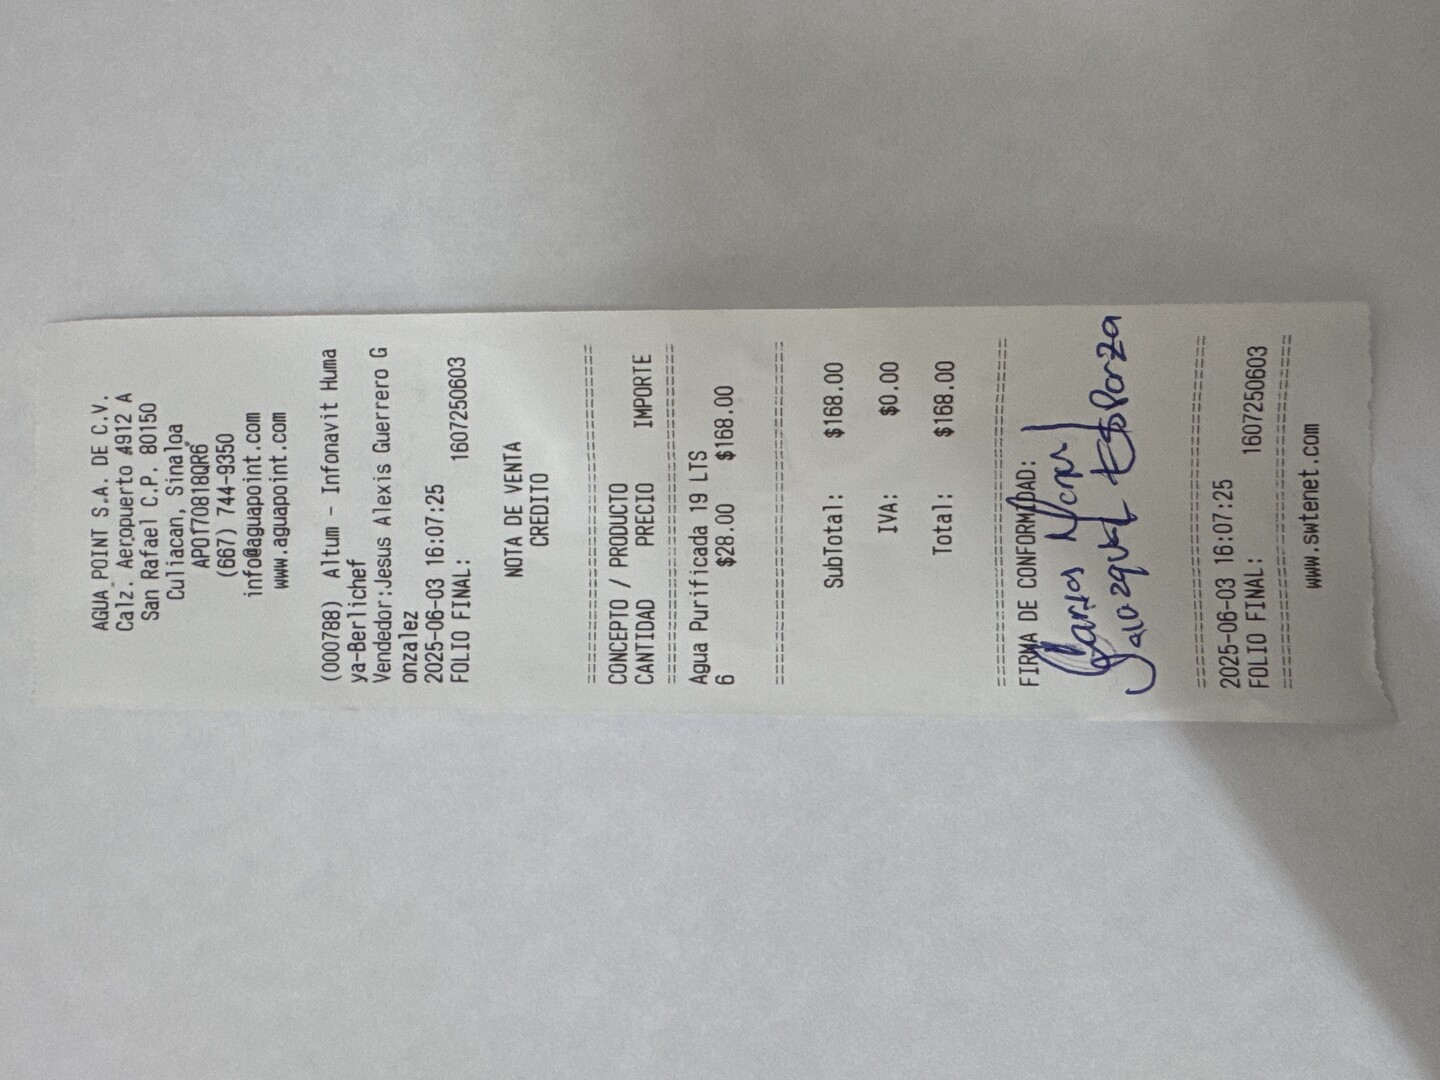 AGUA POINT S.A. DE C.V.
Calz. Aeropuerto 4912 A
San Rafael C.P. 80150
Culiacan, Sinaloa
APO170818QR6
(667) 744-9350
info@aguapoint.com
www.aguapoint.com
(000788) Altum - Infonavit Huma
ya-Berlichef
Vendedor:Jesus Alexis Guerrero G
onzalez
2025-06-03 16:07:25
FOLIO FINAL: 1607250603
NOTA DE VENTA
CREDITO
================================
CONCEPTO / PRODUCTO
CANTIDAD PRECIO IMPORTE
================================
Agua Purificada 19 LTS
6 $28.00 $168.00
================================
SubTotal: $168.00
IVA: $0.00
Total: $168.00
================================
FIRMA DE CONFORMIDAD:
================================
2025-06-03 16:07:25
FOLIO FINAL: 1607250603
================================
www.swtenet.com